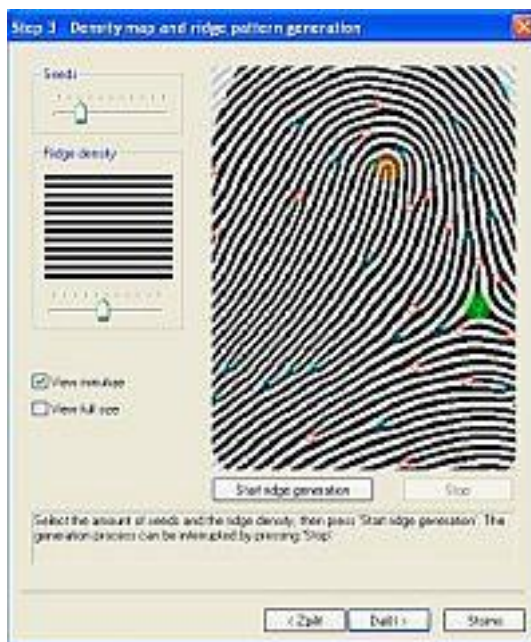 Step 3 Density map and ridge pattern generation
Seeds
Ridge density
View minutiae
View full size
Start ridge generation
Stop
Select the amount of seeds and the ridge density, then press 'Start ridge generation'. The
generation process can be interrupted by pressing 'Stop'
< Zpět
Další >
Storno